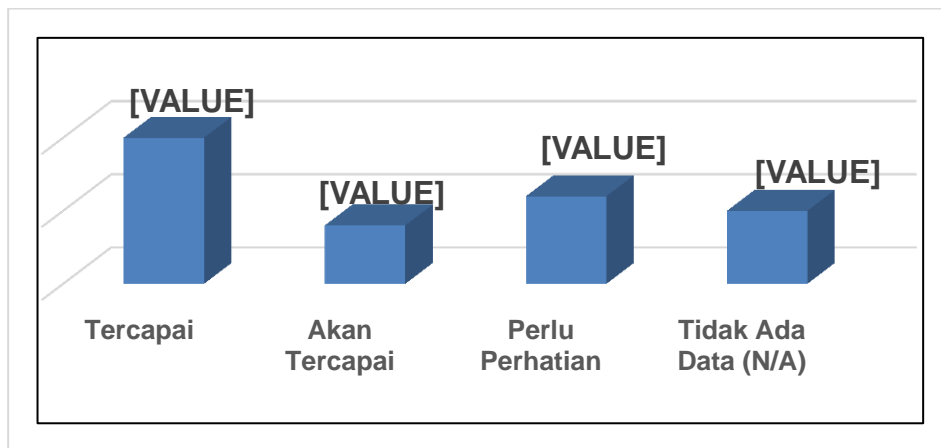 [VALUE]
[VALUE]
[VALUE]
[VALUE]
Tercapai
Akan
Tercapai
Perlu
Perhatian
Tidak Ada
Data (N/A)